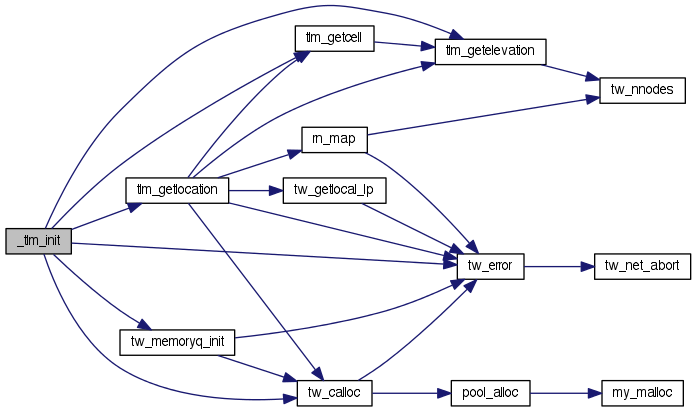 tlm_getcell
tlm_getelevation
tw_nnodes
rn_map
tlm_getlocation
tw_getlocal_lp
_tlm_init
tw_error
tw_net_abort
tw_memoryq_init
tw_calloc
pool_alloc
my_malloc